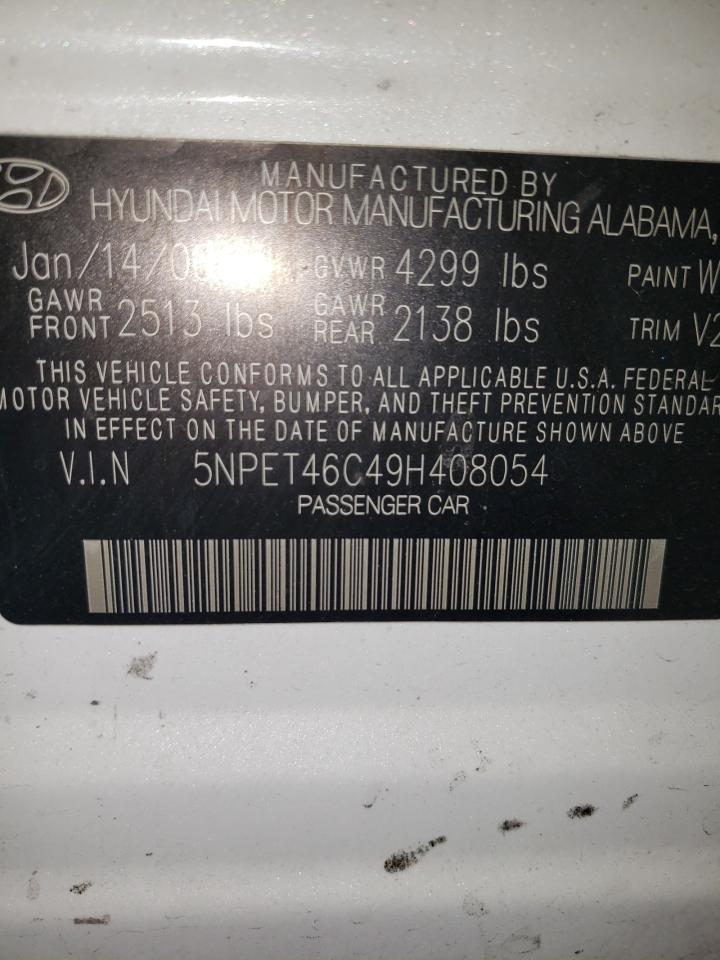 MANUFACTURED BY
HYUNDAI MOTOR MANUFACTURING ALABAMA,
GVWR 4299 lbs PAINT W
GAWR FRONT 2513 lbs GAWR REAR 2138 lbs TRIM V2
THIS VEHICLE CONFORMS TO ALL APPLICABLE U.S.A. FEDERAL
MOTOR VEHICLE SAFETY, BUMPER, AND THEFT PREVENTION STANDAR
IN EFFECT ON THE DATE OF MANUFACTURE SHOWN ABOVE
V.I.N 5NPET46C49H408054
PASSENGER CAR